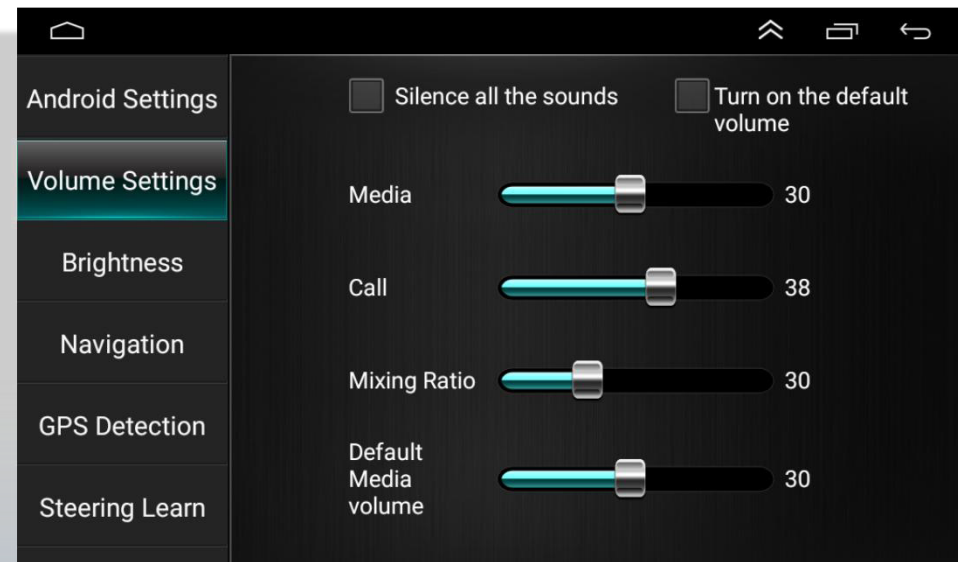 Android Settings
Volume Settings
Brightness
Navigation
GPS Detection
Steering Learn
Silence all the sounds
Turn on the default
volume
Media
30
Call
38
Mixing Ratio
30
Default
Media
volume
30